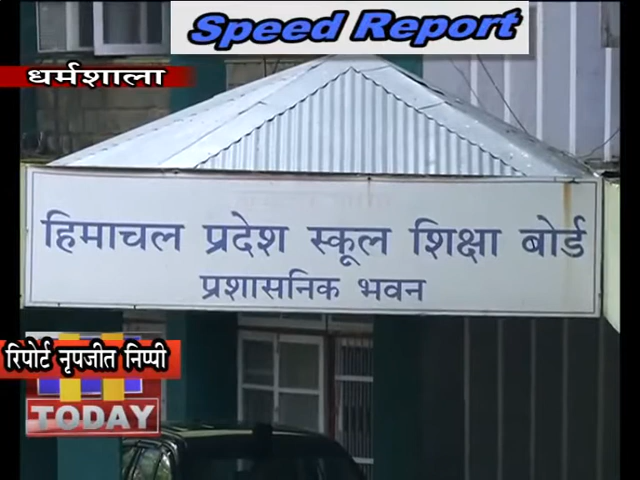 Speed Report
धर्मशाला
हिमाचल प्रदेश स्कूल शिक्षा बोर्ड
प्रशासनिक भवन
रिपोर्ट नृपजीत निप्पी
TODAY